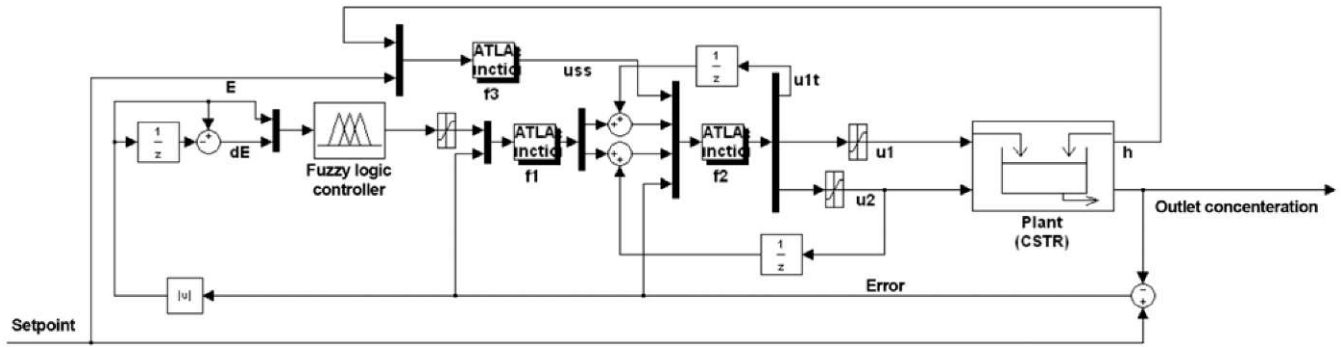 ATLA
inctio
uss
f3
1
z
u1t
E
1
z
dE
Fuzzy logic
controller
ATLA
inctio
f1
ATLA
inctio
f2
u1
u2
h
Plant
(CSTR)
Outlet concenteration
1
z
|u|
Error
Setpoint